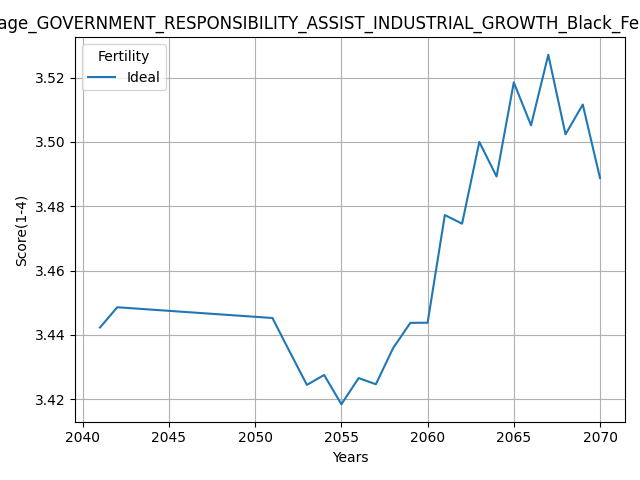 age_GOVERNMENT_RESPONSIBILITY_ASSIST_INDUSTRIAL_GROWTH_Black_Fe
Fertility
Ideal
3.52
3.50
3.48
3.46
3.44
3.42
Score(1-4)
2040 2045 2050 2055 2060 2065 2070
Years